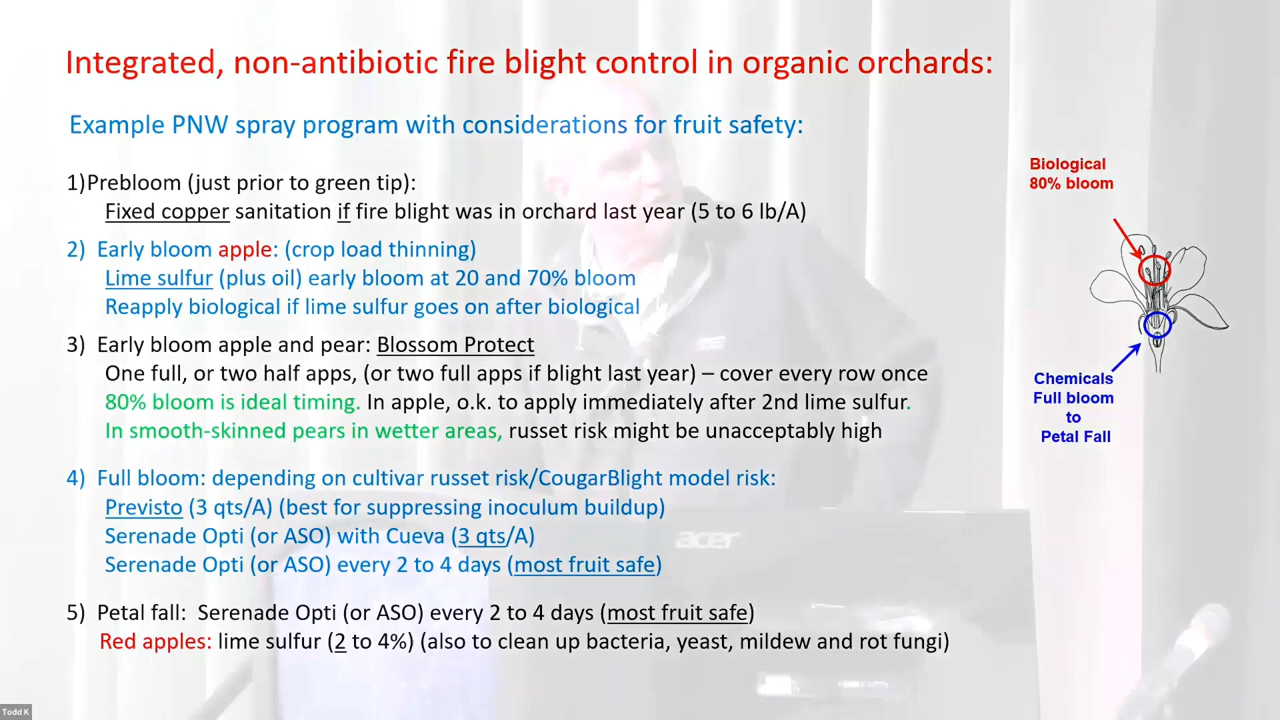 Integrated, non-antibiotic fire blight control in organic orchards:
Example PNW spray program with considerations for fruit safety:
1)Prebloom (just prior to green tip):
Fixed copper sanitation if fire blight was in orchard last year (5 to 6 lb/A)
2) Early bloom apple: (crop load thinning)
Lime sulfur (plus oil) early bloom at 20 and 70% bloom
Reapply biological if lime sulfur goes on after biological
3) Early bloom apple and pear: Blossom Protect
One full, or two half apps, (or two full apps if blight last year) – cover every row once
80% bloom is ideal timing. In apple, o.k. to apply immediately after 2nd lime sulfur.
In smooth-skinned pears in wetter areas, russet risk might be unacceptably high
4) Full bloom: depending on cultivar russet risk/CougarBlight model risk:
Previsto (3 qts/A) (best for suppressing inoculum buildup)
Serenade Opti (or ASO) with Cueva (3 qts/A)
Serenade Opti (or ASO) every 2 to 4 days (most fruit safe)
5) Petal fall: Serenade Opti (or ASO) every 2 to 4 days (most fruit safe)
Red apples: lime sulfur (2 to 4%) (also to clean up bacteria, yeast, mildew and rot fungi)
Biological
80% bloom
Chemicals
Full bloom
to
Petal Fall
acer
Todd K